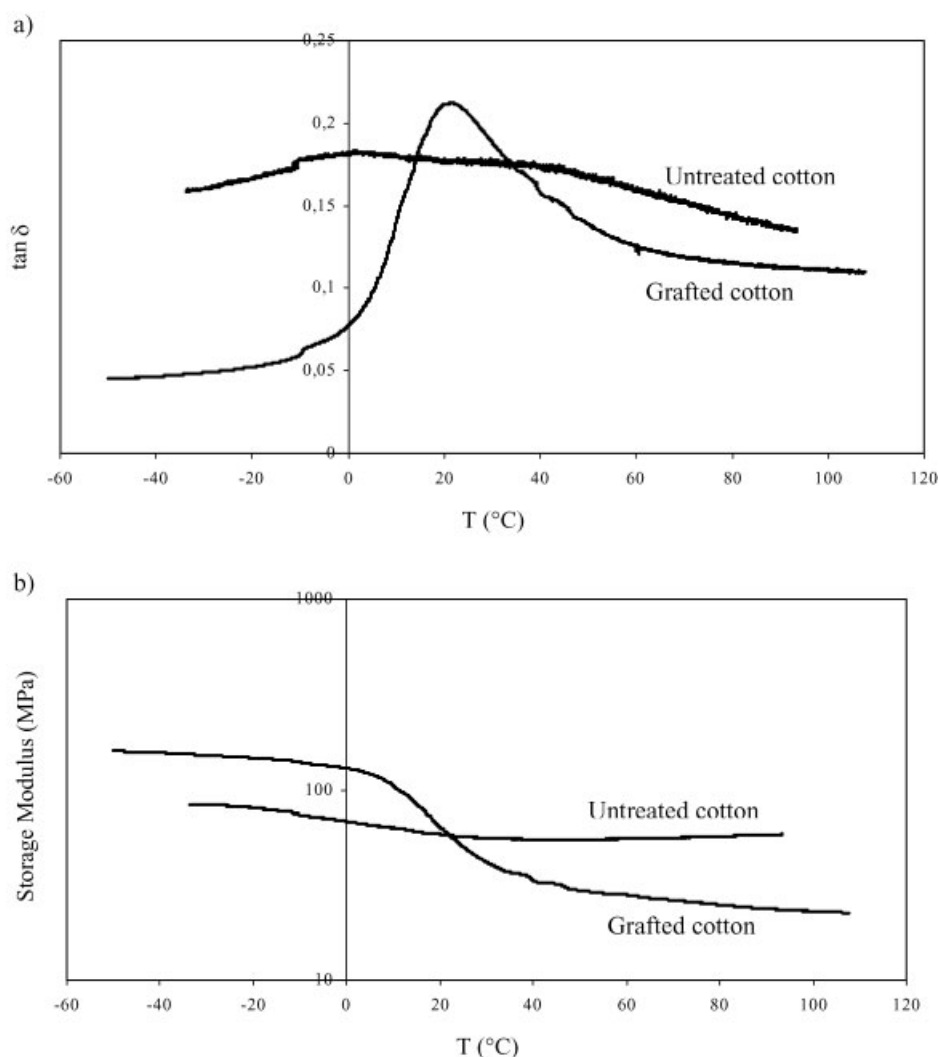 a)
0,25
0,2
0,15
0,1
0,05
0
tan δ
Untreated cotton
Grafted cotton
-60 -40 -20 0 20 40 60 80 100 120
T (°C)
b)
1000
100
10
Storage Modulus (MPa)
Untreated cotton
Grafted cotton
-60 -40 -20 0 20 40 60 80 100 120
T (°C)